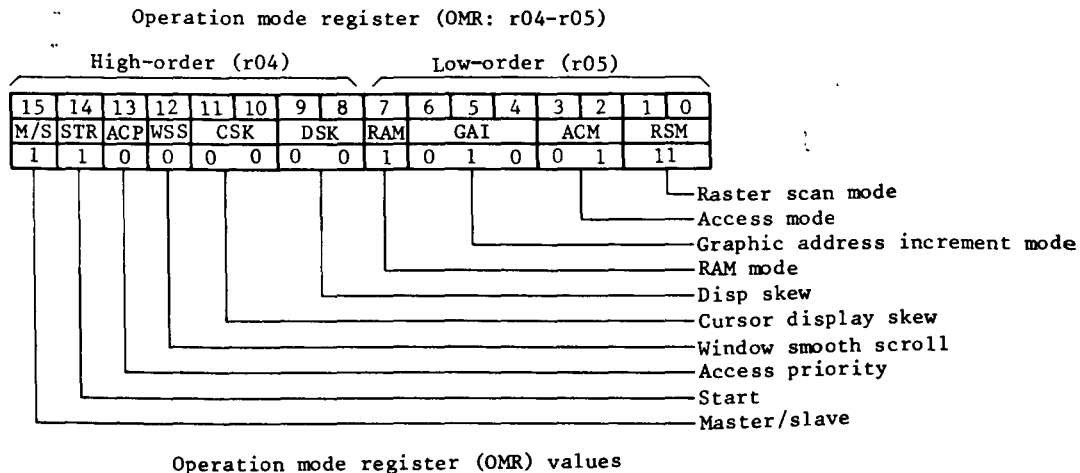 Operation mode register (OMR: r04-r05)
High-order (r04) Low-order (r05)
15 14 13 12 11 10 9 8 7 6 5 4 3 2 1 0
M/S STR ACP WSS CSK DSK RAM GAI ACM RSM
1 1 0 0 0 0 0 0 1 0 1 0 0 1 11
Raster scan mode
Access mode
Graphic address increment mode
RAM mode
Disp skew
Cursor display skew
Window smooth scroll
Access priority
Start
Master/slave
Operation mode register (OMR) values